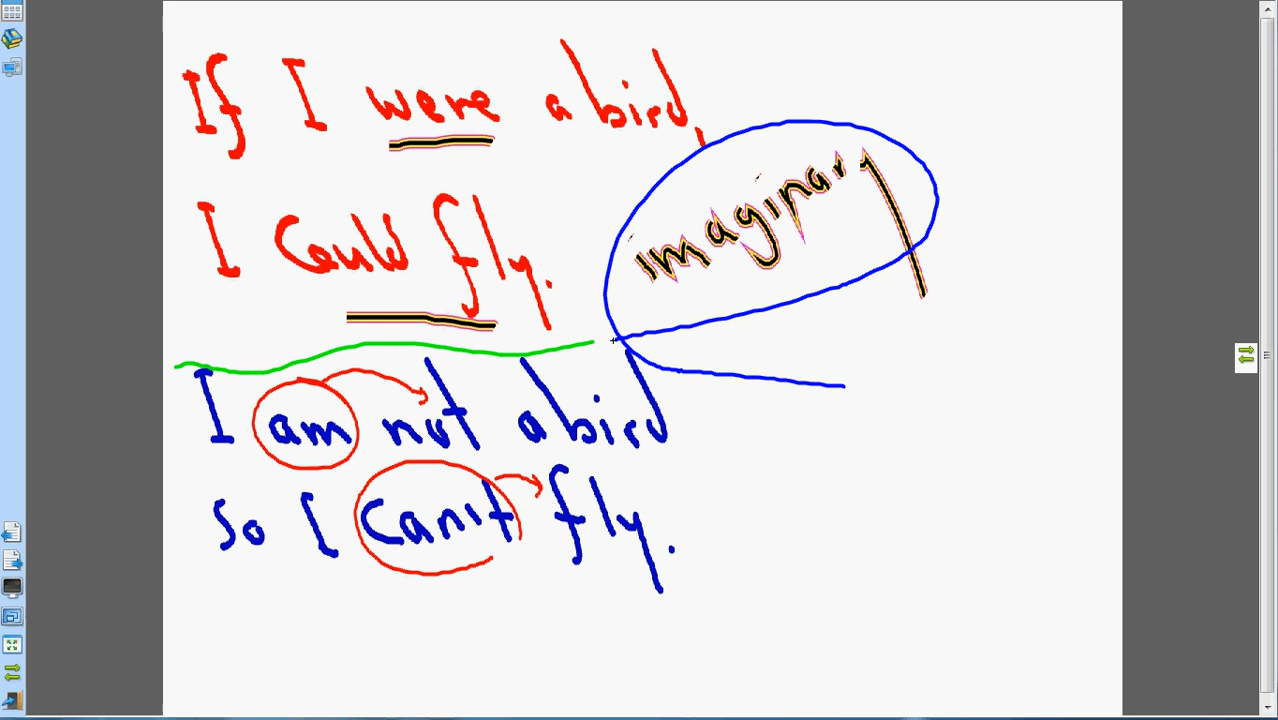 If I were a bird,
I Could fly.
imaginary
I am not a bird
So I Can't fly.